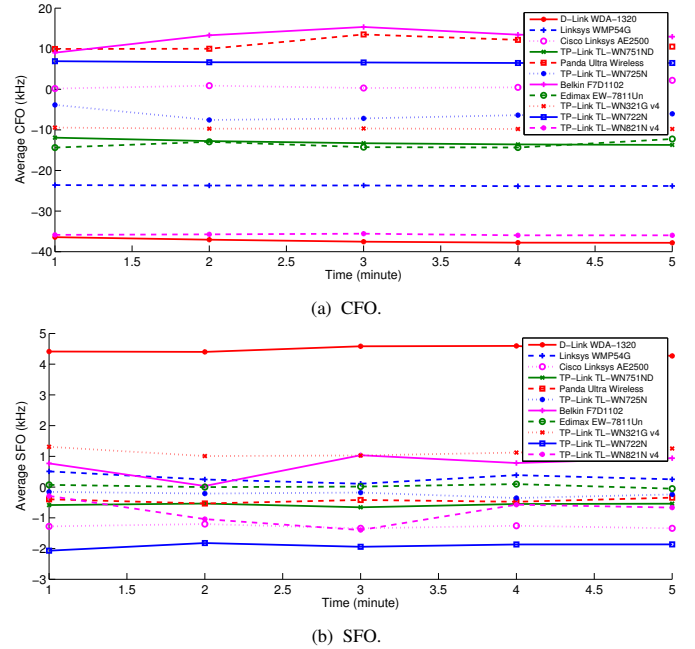 20
10
0
−10
−20
−30
−40
Average CFO (kHz)
1
1.5
2
2.5
3
3.5
4
4.5
5
Time (minute)
D−Link WDA−1320
Linksys WMP54G
Cisco Linksys AE2500
TP−Link TL−WN751ND
Panda Ultra Wireless
TP−Link TL−WN725N
Belkin F7D1102
Edimax EW−7811Un
TP−Link TL−WN321G v4
TP−Link TL−WN722N
TP−Link TL−WN821N v4
(a) CFO.
5
4
3
2
1
0
−1
−2
−3
Average SFO (kHz)
1
1.5
2
2.5
3
3.5
4
4.5
5
Time (minute)
D−Link WDA−1320
Linksys WMP54G
Cisco Linksys AE2500
TP−Link TL−WN751ND
Panda Ultra Wireless
TP−Link TL−WN725N
Belkin F7D1102
Edimax EW−7811Un
TP−Link TL−WN321G v4
TP−Link TL−WN722N
TP−Link TL−WN821N v4
(b) SFO.